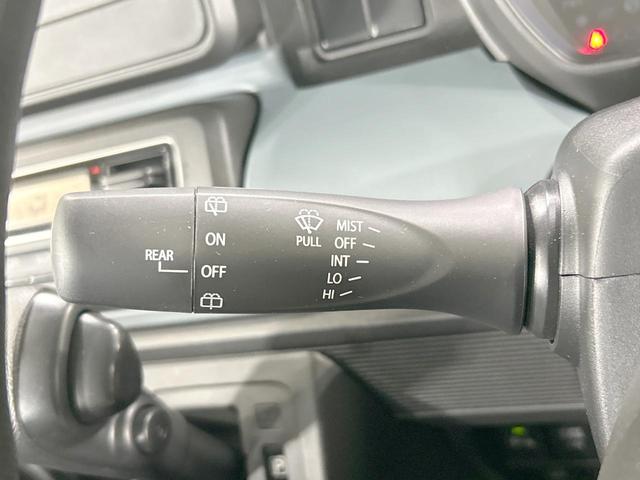 REAR
ON
OFF
PULL
MIST
OFF
INT
LO
HI